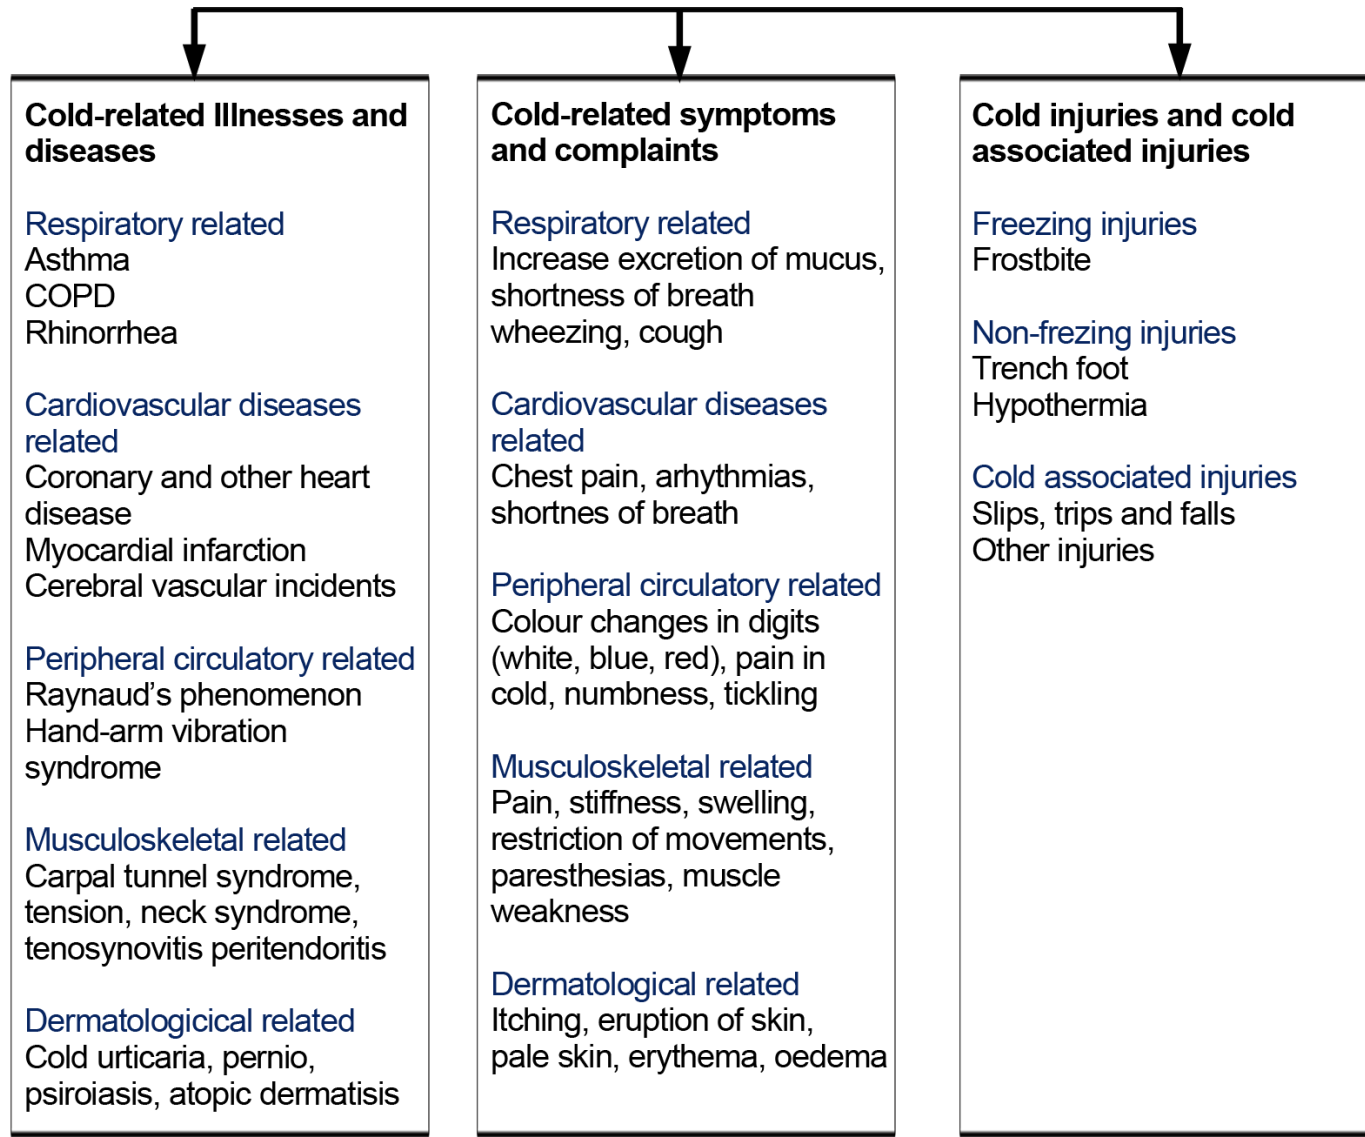 Cold-related Illnesses and
diseases
Respiratory related
Asthma
COPD
Rhinorrhea
Cardiovascular diseases
related
Coronary and other heart
disease
Myocardial infarction
Cerebral vascular incidents
Peripheral circulatory related
Raynaud's phenomenon
Hand-arm vibration
syndrome
Musculoskeletal related
Carpal tunnel syndrome,
tension, neck syndrome,
tenosynovitis peritendoritis
Dermatologicical related
Cold urticaria, pernio,
psiroiasis, atopic dermatisis
Cold-related symptoms
and complaints
Respiratory related
Increase excretion of mucus,
shortness of breath
wheezing, cough
Cardiovascular diseases
related
Chest pain, arhythmias,
shortnes of breath
Peripheral circulatory related
Colour changes in digits
(white, blue, red), pain in
cold, numbness, tickling
Musculoskeletal related
Pain, stiffness, swelling,
restriction of movements,
paresthesias, muscle
weakness
Dermatological related
Itching, eruption of skin,
pale skin, erythema, oedema
Cold injuries and cold
associated injuries
Freezing injuries
Frostbite
Non-frezing injuries
Trench foot
Hypothermia
Cold associated injuries
Slips, trips and falls
Other injuries